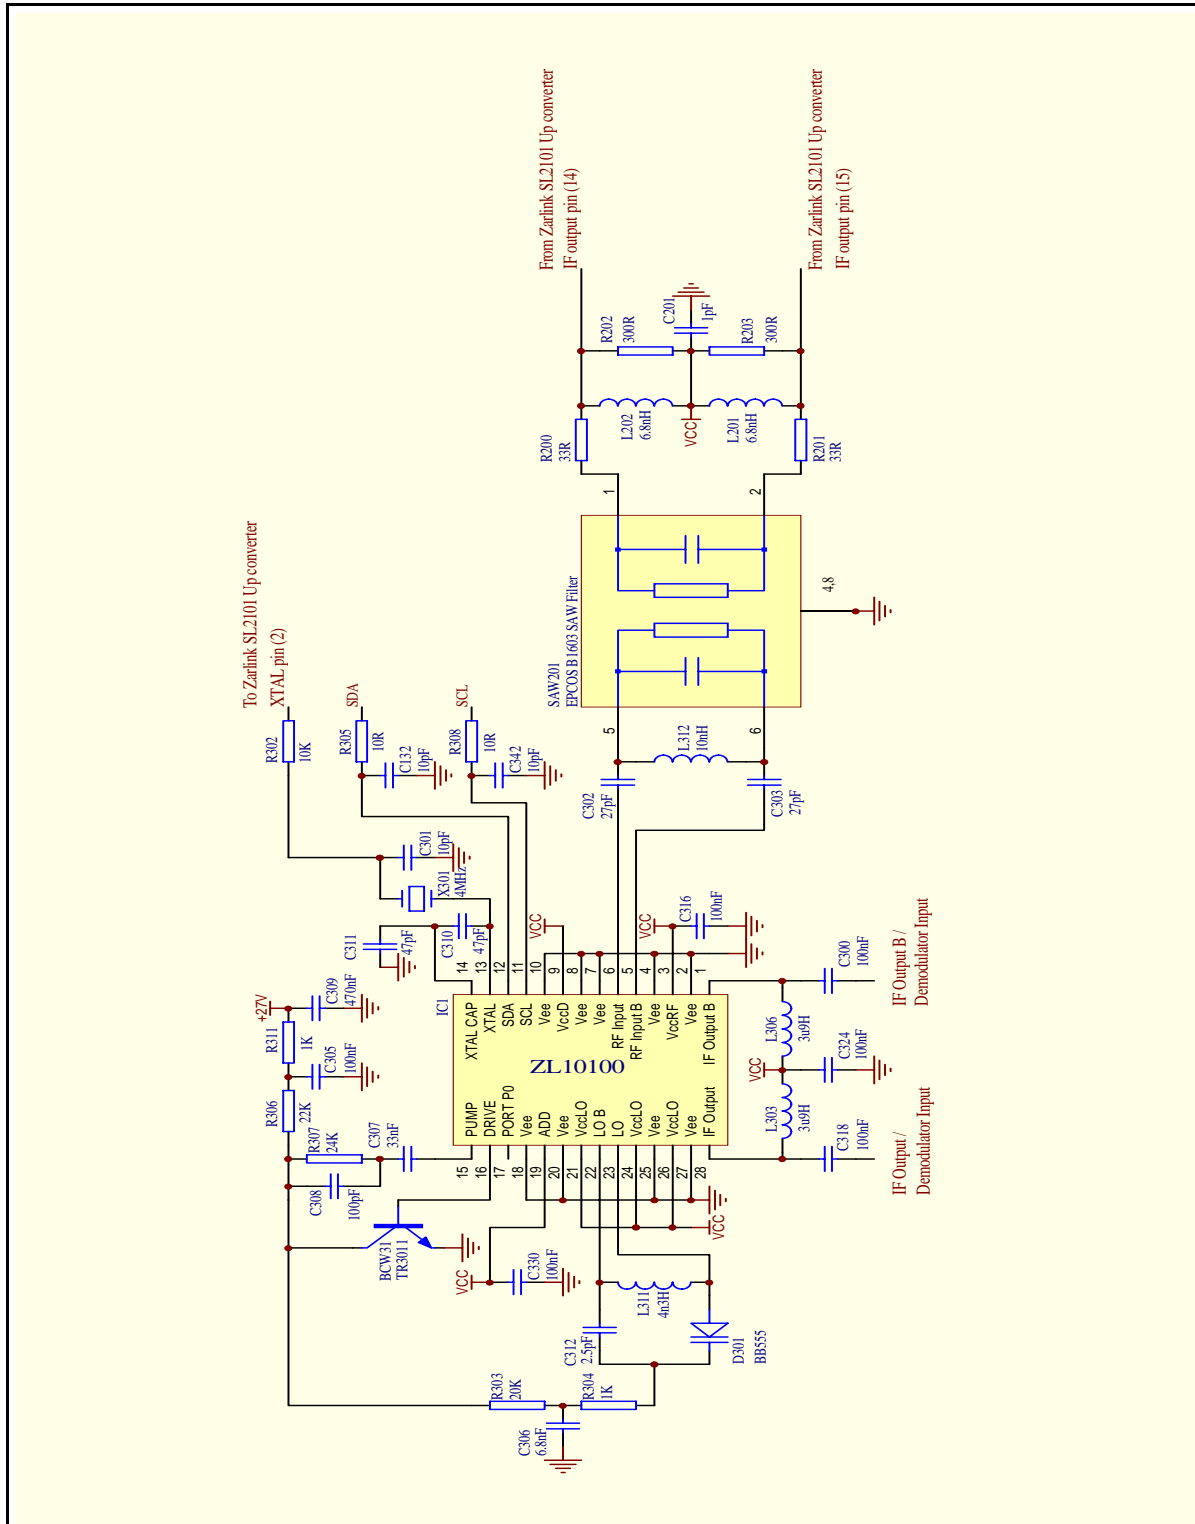 From Zarlink SL2101 Up converter
IF output pin (14)
From Zarlink SL2101 Up converter
IF output pin (15)
R202
300R
C201
1pF
R203
300R
L202
6.8nH
VCC
L201
6.8nH
R200
33R
R201
33R
1
2
SAW201
EPCOS B1603 SAW Filter
4,8
5
6
L312
10nH
C302
27pF
C303
27pF
To Zarlink SL2101 Up converter
XTAL pin (2)
SDA
SCL
R302
10K
R305
10R
R308
10R
C132
10pF
C342
10pF
C301
10pF
X301
4MHz
C311
47pF
C310
47pF
VCC
VCC
C316
100nF
+27V
C309
470nF
R311
1K
C305
100nF
R306
22K
R307
24K
C307
33nF
C308
100pF
IC1
14
13
12
11
10
9
8
7
6
5
4
3
2
1
XTAL CAP
XTAL
SDA
SCL
Vee
VccD
Vee
Vee
RF Input
RF Input B
Vee
VccRF
Vee
IF Output B
ZL10100
PUMP
DRIVE
PORT P0
Vee
ADD
Vee
VccLO
LO B
LO
VccLO
Vee
VccLO
Vee
IF Output
15
16
17
18
19
20
21
22
23
24
25
26
27
28
C300
100nF
IF Output B /
Demodulator Input
L306
3u9H
VCC
C324
100nF
L303
3u9H
C318
100nF
IF Output /
Demodulator Input
BCW31
TR3011
VCC
C330
100nF
VCC
L311
4n3H
C312
2.5pF
D301
BB555
R303
20K
R304
1K
C306
6.8nF